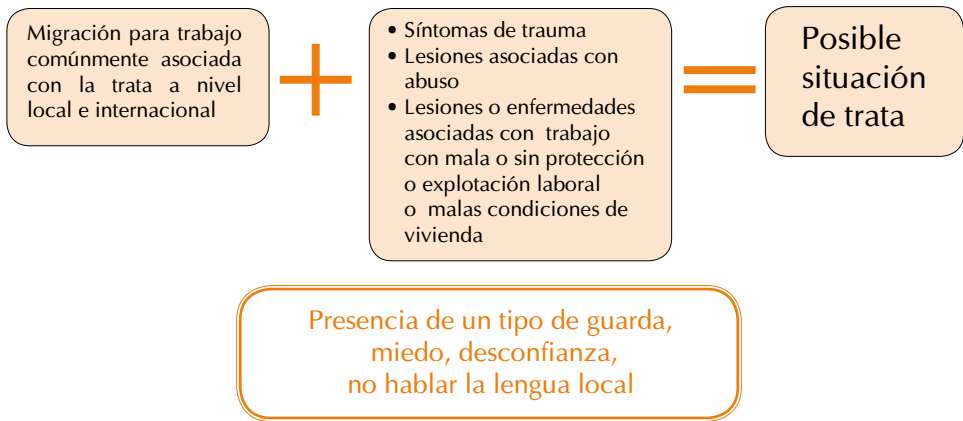 Migración para trabajo
comúnmente asociada
con la trata a nivel
local e internacional
+
• Síntomas de trauma
• Lesiones asociadas con
abuso
• Lesiones o enfermedades
asociadas con trabajo
con mala o sin protección
o explotación laboral
o malas condiciones de
vivienda
=
Posible
situación
de trata
Presencia de un tipo de guarda,
miedo, desconfianza,
no hablar la lengua local